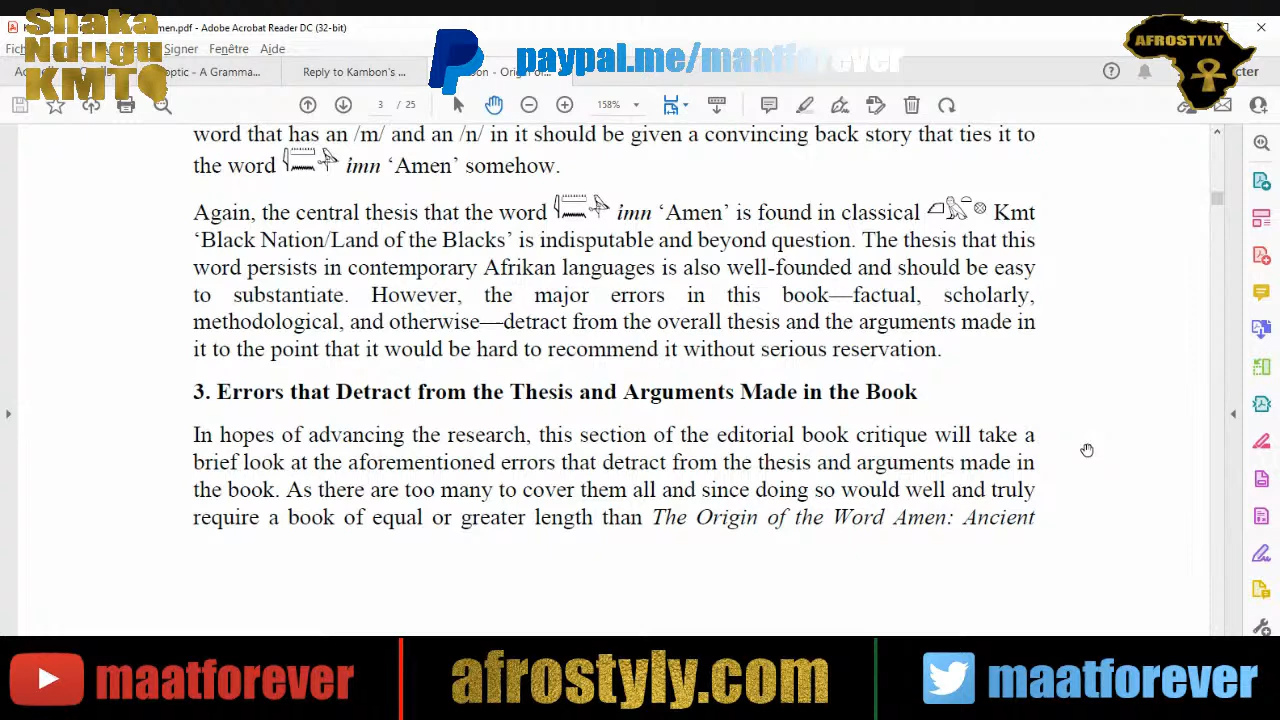 Shaka
Ndugu
KMT
men.pdf - Adobe Acrobat Reader DC (32-bit)
Signer Fenêtre Aide
paypal.me/maatforever
AFROSTYLY
optic - A Gramma...
Reply to Kambon's ...
3 / 25
158%
word that has an /m/ and an /n/ in it should be given a convincing back story that ties it to
the word imn ‘Amen’ somehow.
Again, the central thesis that the word imn ‘Amen’ is found in classical Kmt
‘Black Nation/Land of the Blacks’ is indisputable and beyond question. The thesis that this
word persists in contemporary Afrikan languages is also well-founded and should be easy
to substantiate. However, the major errors in this book—factual, scholarly,
methodological, and otherwise—detract from the overall thesis and the arguments made in
it to the point that it would be hard to recommend it without serious reservation.
3. Errors that Detract from the Thesis and Arguments Made in the Book
In hopes of advancing the research, this section of the editorial book critique will take a
brief look at the aforementioned errors that detract from the thesis and arguments made in
the book. As there are too many to cover them all and since doing so would well and truly
require a book of equal or greater length than The Origin of the Word Amen: Ancient
maatforever
afrostyly.com
maatforever